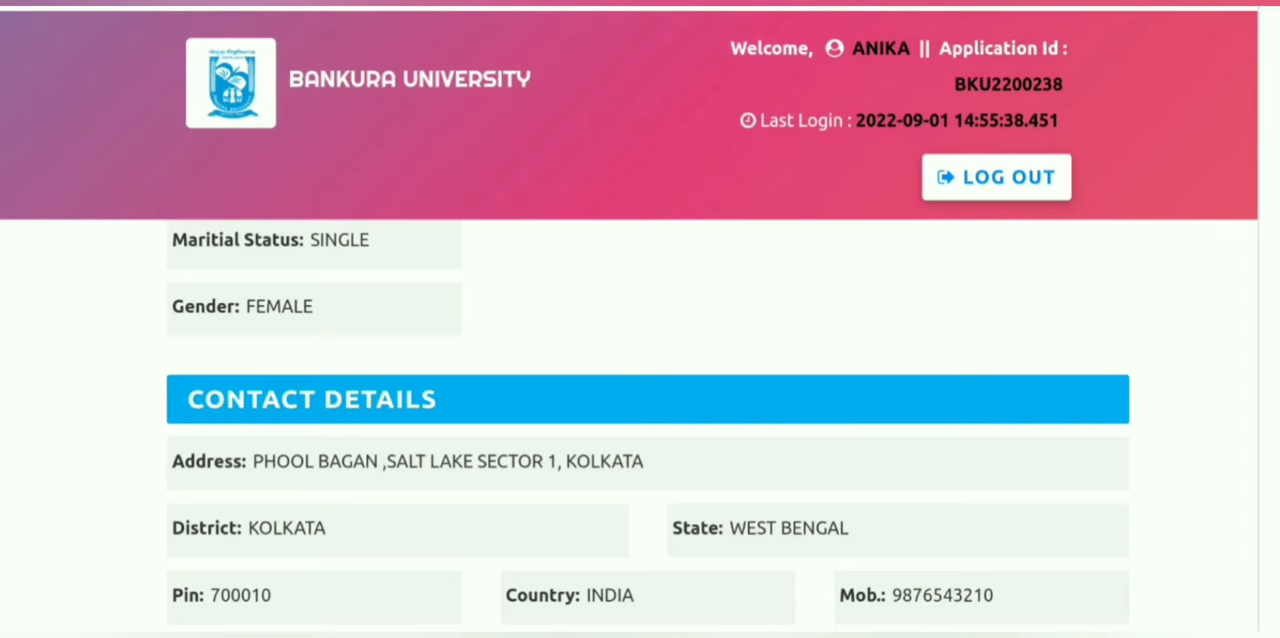 BANKURA UNIVERSITY
Welcome, ANIKA || Application Id :
BKU2200238
Last Login : 2022-09-01 14:55:38.451
LOG OUT
Maritial Status: SINGLE
Gender: FEMALE
CONTACT DETAILS
Address: PHOOL BAGAN ,SALT LAKE SECTOR 1, KOLKATA
District: KOLKATA State: WEST BENGAL
Pin: 700010 Country: INDIA Mob.: 9876543210